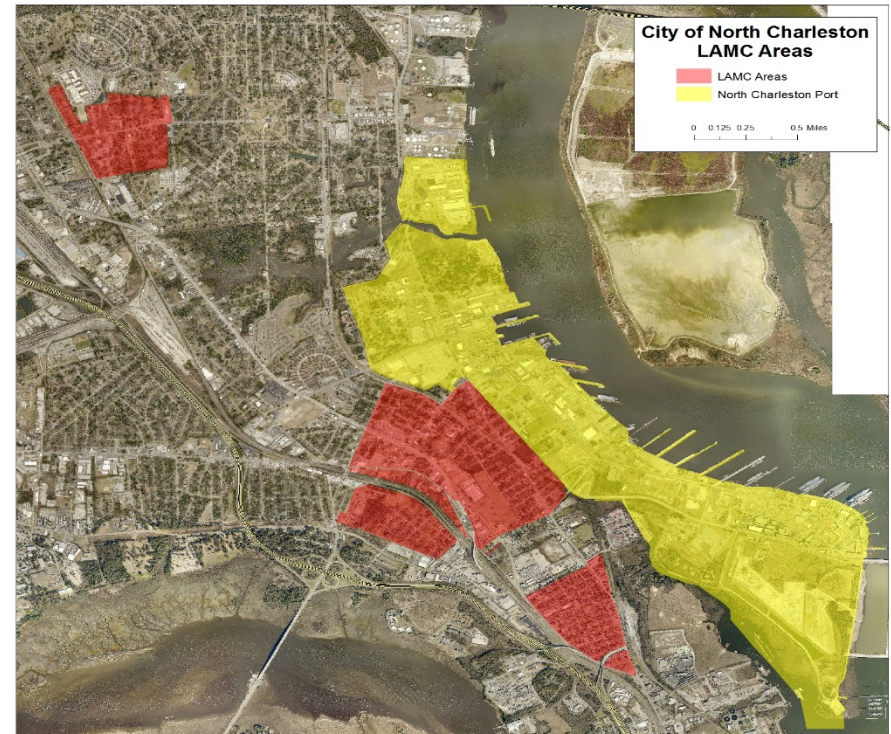 City of North Charleston
LAMC Areas
LAMC Areas
North Charleston Port
0 0.125 0.25 0.5 Miles